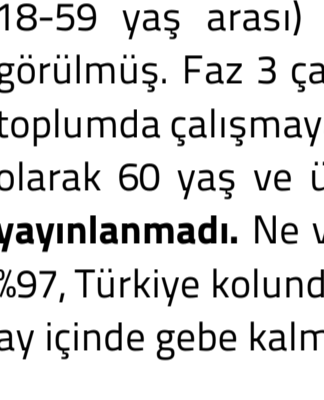 18-59 yaş arası)
görülmüş. Faz 3 ça
toplumda çalışmay
olarak 60 yaş ve ü
yayınlanmadı. Ne v
%97, Türkiye kolund
ay içinde gebe kalm